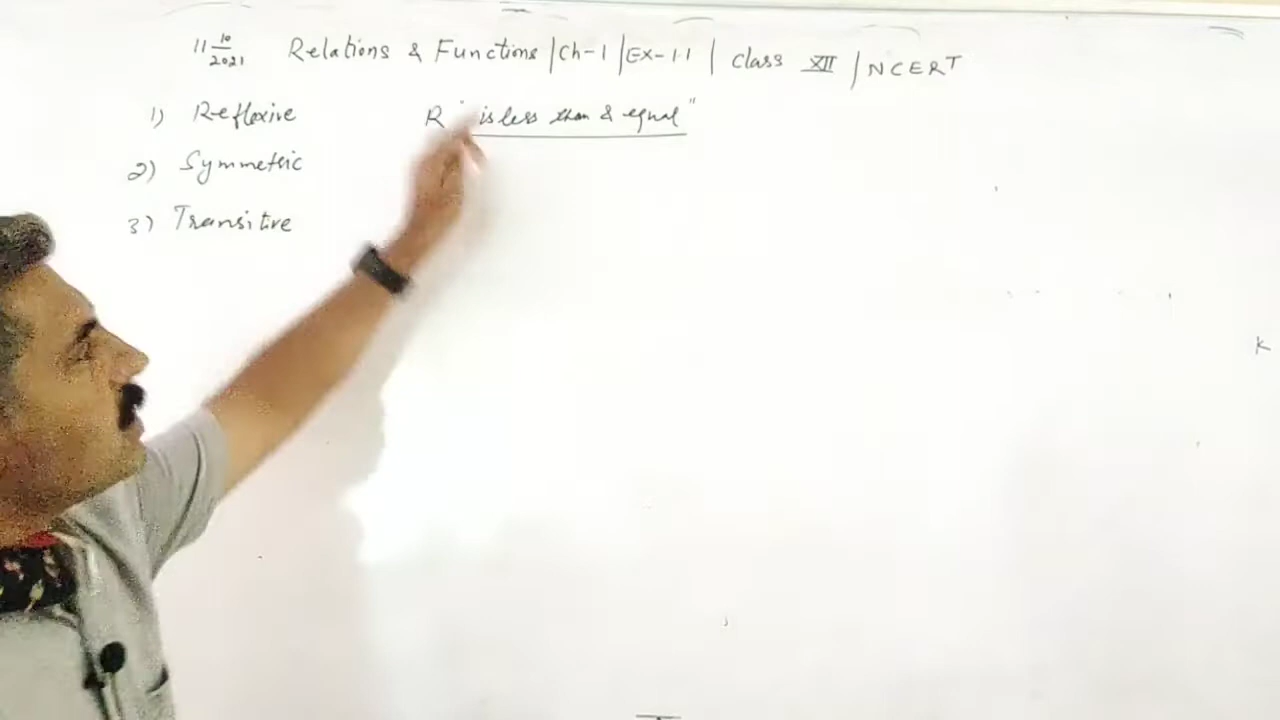 11 10/2021 Relations & Functions | Ch-1 | Ex-1.1 | Class XII | NCERT
1) Reflexive R "is less than & equal"
2) Symmetric
3) Transitive
K